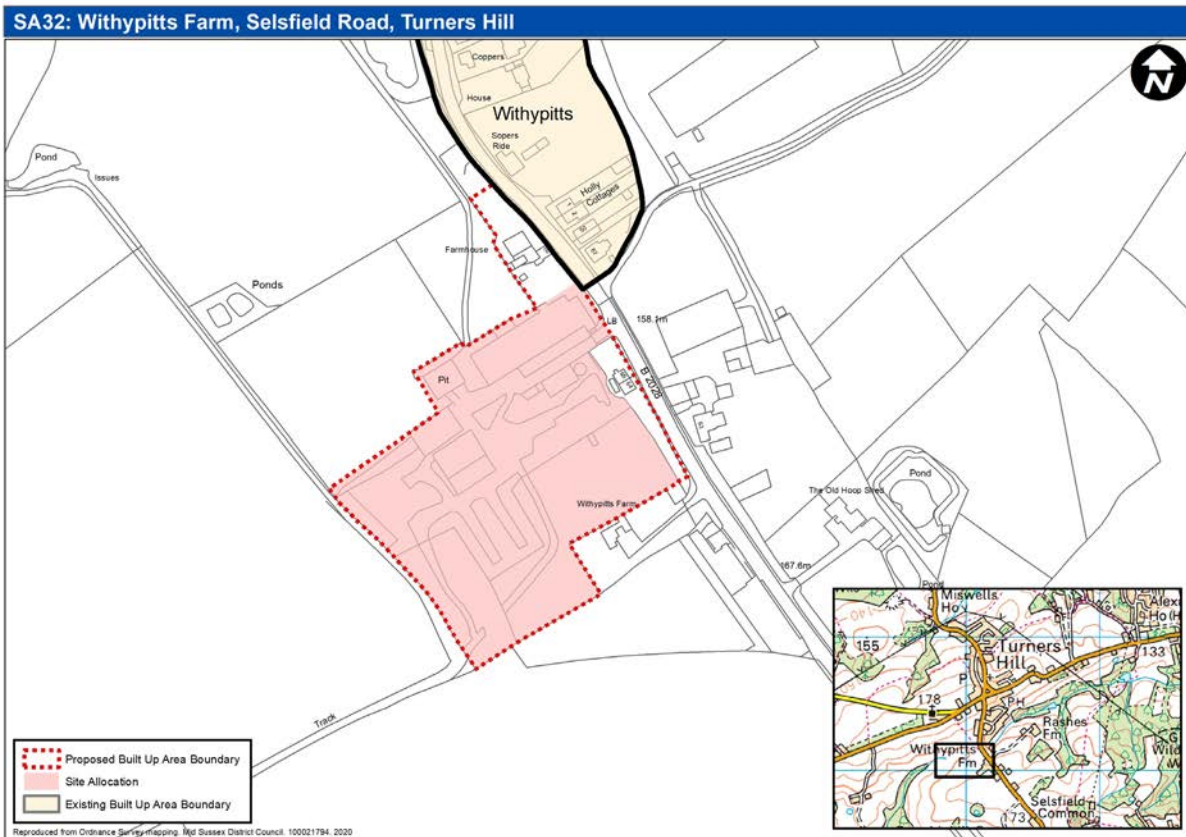 SA32: Withypitts Farm, Selsfield Road, Turners Hill
N
Coppers
House
Withypitts
Sopers
Ride
Holly
Cottages
Pond
Issues
Farmhouse
Ponds
LB
158.1m
B 2028
Pit
Pond
The Old Hoop Shed
Withypitts Farm
167.6m
Pond
Track
Proposed Built Up Area Boundary
Site Allocation
Existing Built Up Area Boundary
Miswells
Ho
155
Turners
Hill
133
P
178
PH
Rashes
Fm
Withypitts
Fm
Selsfield
Common
173
Reproduced from Ordnance Survey mapping. Mid Sussex District Council. 100021794. 2020